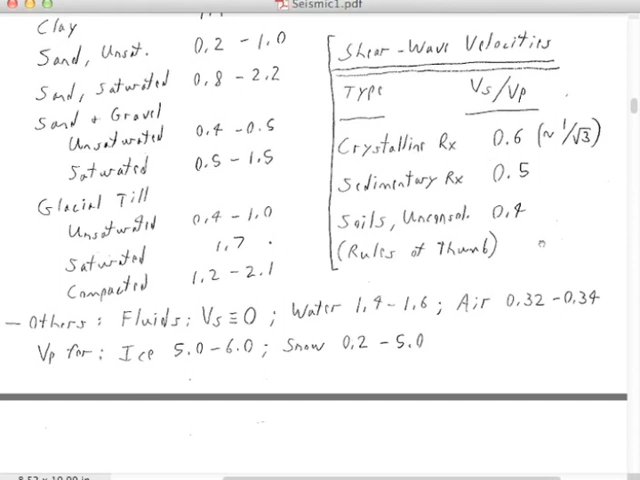 Seismic1.pdf
Clay
Sand, Unsat. 0.2 - 1.0
Sand, Saturated 0.8 - 2.2
Sand + Gravel
Unsaturated 0.4 - 0.5
Saturated 0.5 - 1.5
Glacial Till
Unsaturated 0.4 - 1.0
Saturated 1.7
Compacted 1.2 - 2.1
Shear-Wave Velocities
Type Vs/Vp
Crystalline Rx 0.6 (~ 1/√3)
Sedimentary Rx 0.5
Soils, Unconsol. 0.4
(Rules of Thumb)
- Others: Fluids: Vs ≡ 0 ; Water 1.4 - 1.6 ; Air 0.32 - 0.34
Vp for: Ice 5.0 - 6.0 ; Snow 0.2 - 5.0